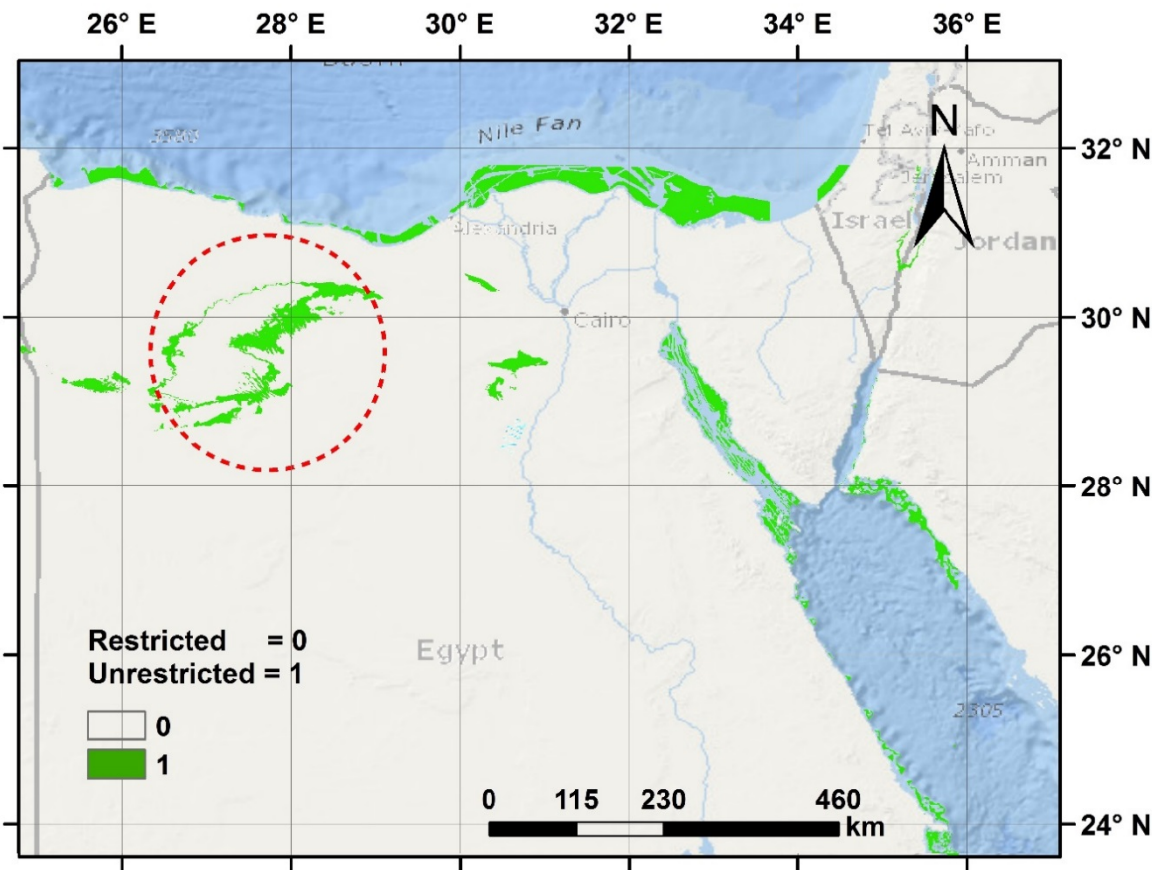 26° E 28° E 30° E 32° E 34° E 36° E
N
Nile Fan
32° N
Amman
Jerusalem
Israel
Jordan
Alexandria
30° N
Cairo
28° N
Restricted = 0
Unrestricted = 1
Egypt
26° N
0
1
0 115 230 460
km
24° N